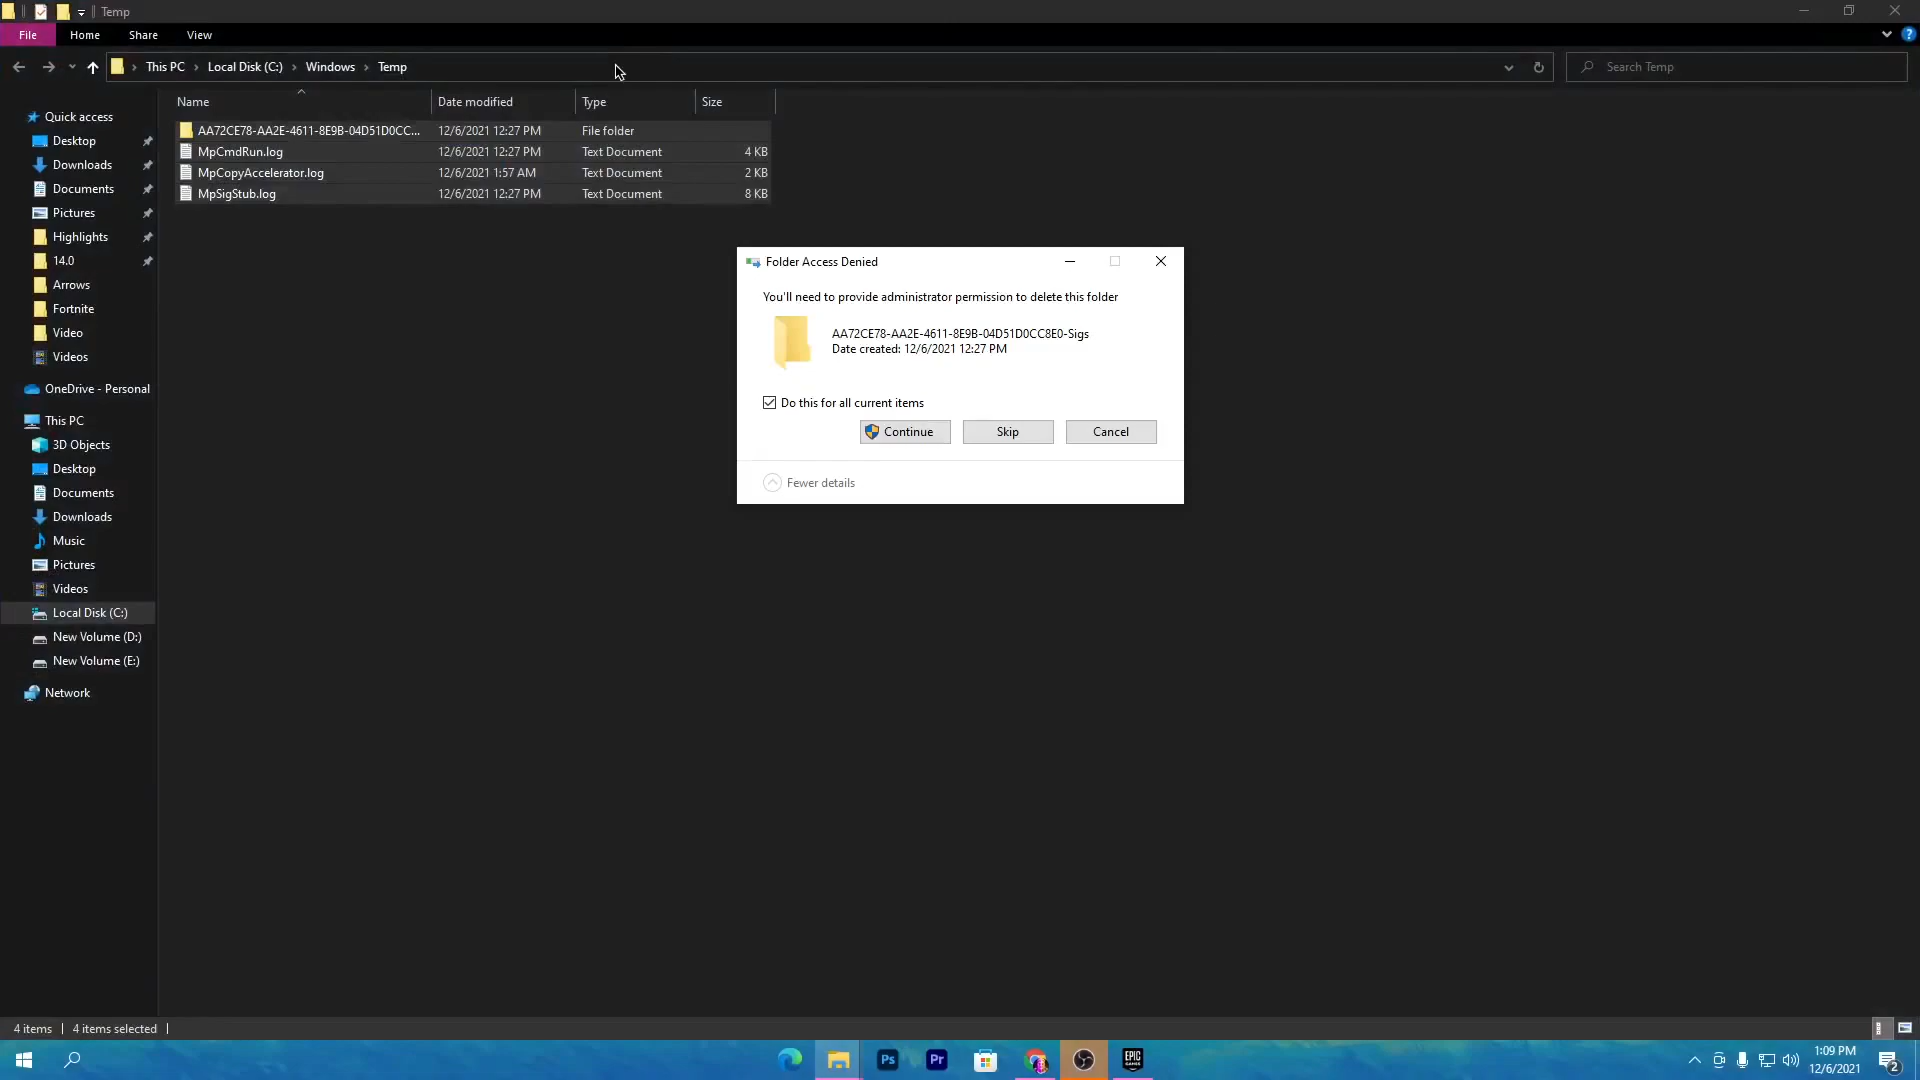 Temp
File Home Share View
This PC Local Disk (C:) Windows Temp Search Temp
Name Date modified Type Size
AA72CE78-AA2E-4611-8E9B-04D51D0CC... 12/6/2021 12:27 PM File folder
MpCmdRun.log 12/6/2021 12:27 PM Text Document 4 KB
MpCopyAccelerator.log 12/6/2021 1:57 AM Text Document 2 KB
MpSigStub.log 12/6/2021 12:27 PM Text Document 8 KB
Quick access
Desktop
Downloads
Documents
Pictures
Highlights
14.0
Arrows
Fortnite
Video
Videos
OneDrive - Personal
This PC
3D Objects
Desktop
Documents
Downloads
Music
Pictures
Videos
Local Disk (C:)
New Volume (D:)
New Volume (E:)
Network
Folder Access Denied
You'll need to provide administrator permission to delete this folder
AA72CE78-AA2E-4611-8E9B-04D51D0CC8E0-Sigs
Date created: 12/6/2021 12:27 PM
Do this for all current items
Continue Skip Cancel
Fewer details
4 items 4 items selected
Ps Pr EPIC GAMES
1:09 PM
12/6/2021
2